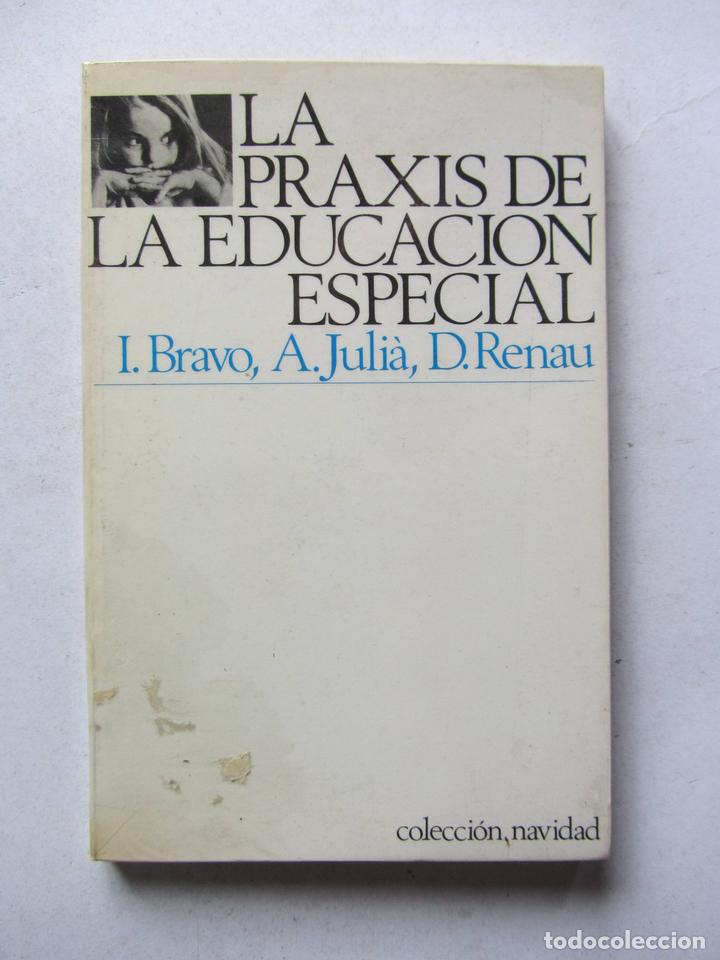 LA
PRAXIS DE
LA EDUCACION
ESPECIAL
I. Bravo, A. Julià, D. Renau
colección, navidad
todocoleccion